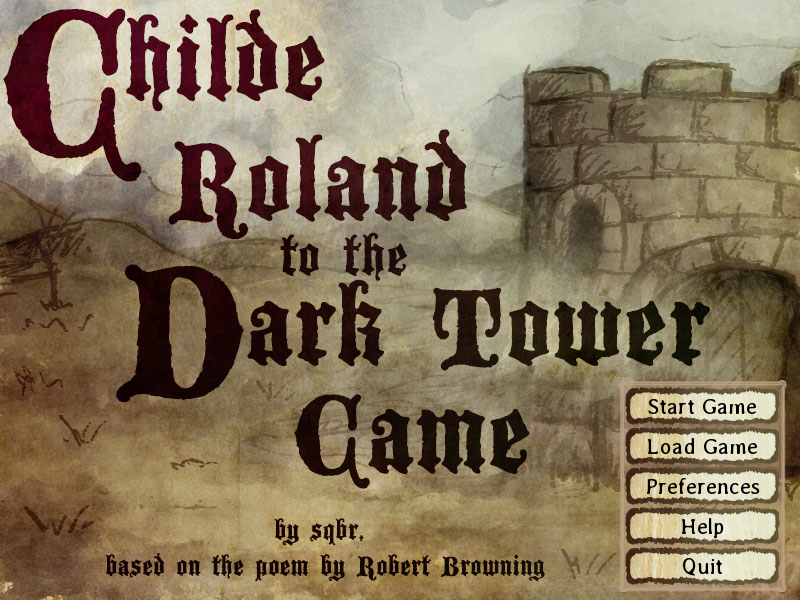 Childe
Roland
to the
Dark Tower
Came
by sqbr,
based on the poem by Robert Browning
Start Game
Load Game
Preferences
Help
Quit